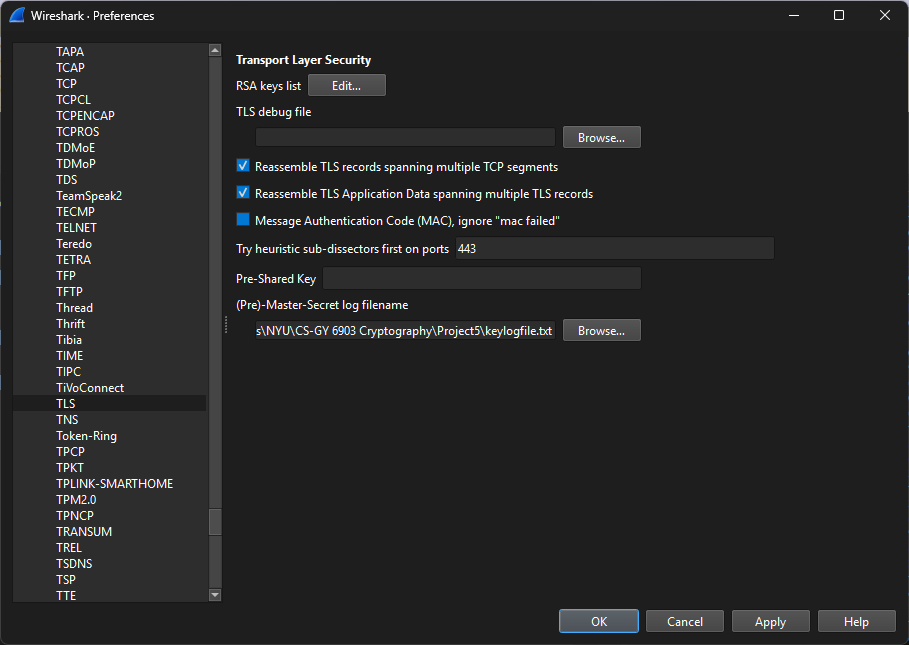 Wireshark · Preferences
TAPA
TCAP
TCP
TCPCL
TCPENCAP
TCPROS
TDMoE
TDMoP
TDS
TeamSpeak2
TECMP
TELNET
Teredo
TETRA
TFP
TFTP
Thread
Thrift
Tibia
TIME
TIPC
TiVoConnect
TLS
TNS
Token-Ring
TPCP
TPKT
TPLINK-SMARTHOME
TPM2.0
TPNCP
TRANSUM
TREL
TSDNS
TSP
TTE
Transport Layer Security
RSA keys list Edit...
TLS debug file
Browse...
Reassemble TLS records spanning multiple TCP segments
Reassemble TLS Application Data spanning multiple TLS records
Message Authentication Code (MAC), ignore "mac failed"
Try heuristic sub-dissectors first on ports 443
Pre-Shared Key
(Pre)-Master-Secret log filename
s\NYU\CS-GY 6903 Cryptography\Project5\keylogfile.txt Browse...
OK Cancel Apply Help